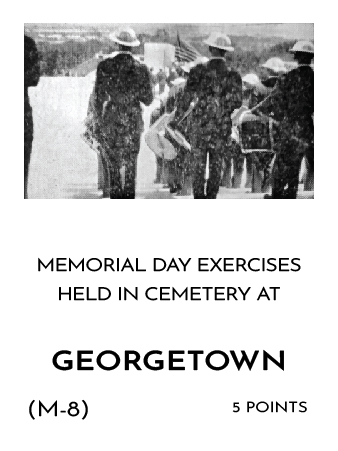 MEMORIAL DAY EXERCISES
HELD IN CEMETERY AT
GEORGETOWN
(M-8)
5 POINTS